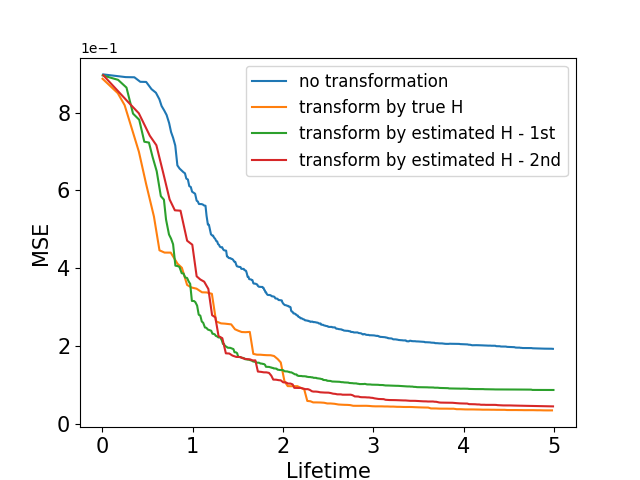 1e−1
no transformation
transform by true H
transform by estimated H - 1st
transform by estimated H - 2nd
8
6
4
2
0
MSE
0 1 2 3 4 5
Lifetime